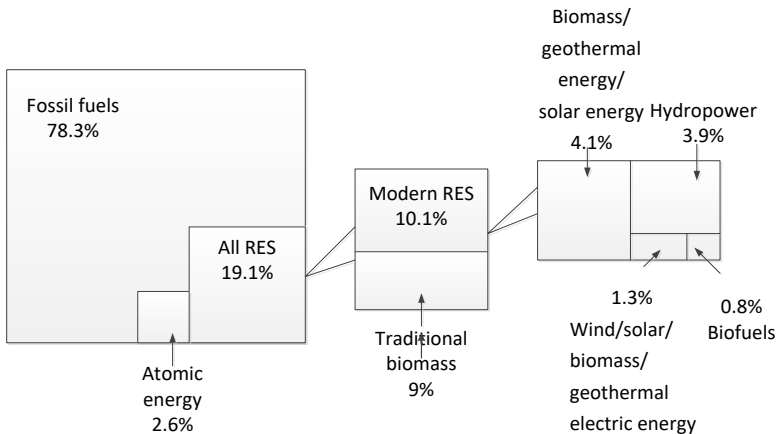 Fossil fuels
78.3%
All RES
19.1%
Atomic
energy
2.6%
Modern RES
10.1%
Traditional
biomass
9%
Biomass/
geothermal
energy/
solar energy
4.1%
Hydropower
3.9%
1.3%
Wind/solar/
biomass/
geothermal
electric energy
0.8%
Biofuels